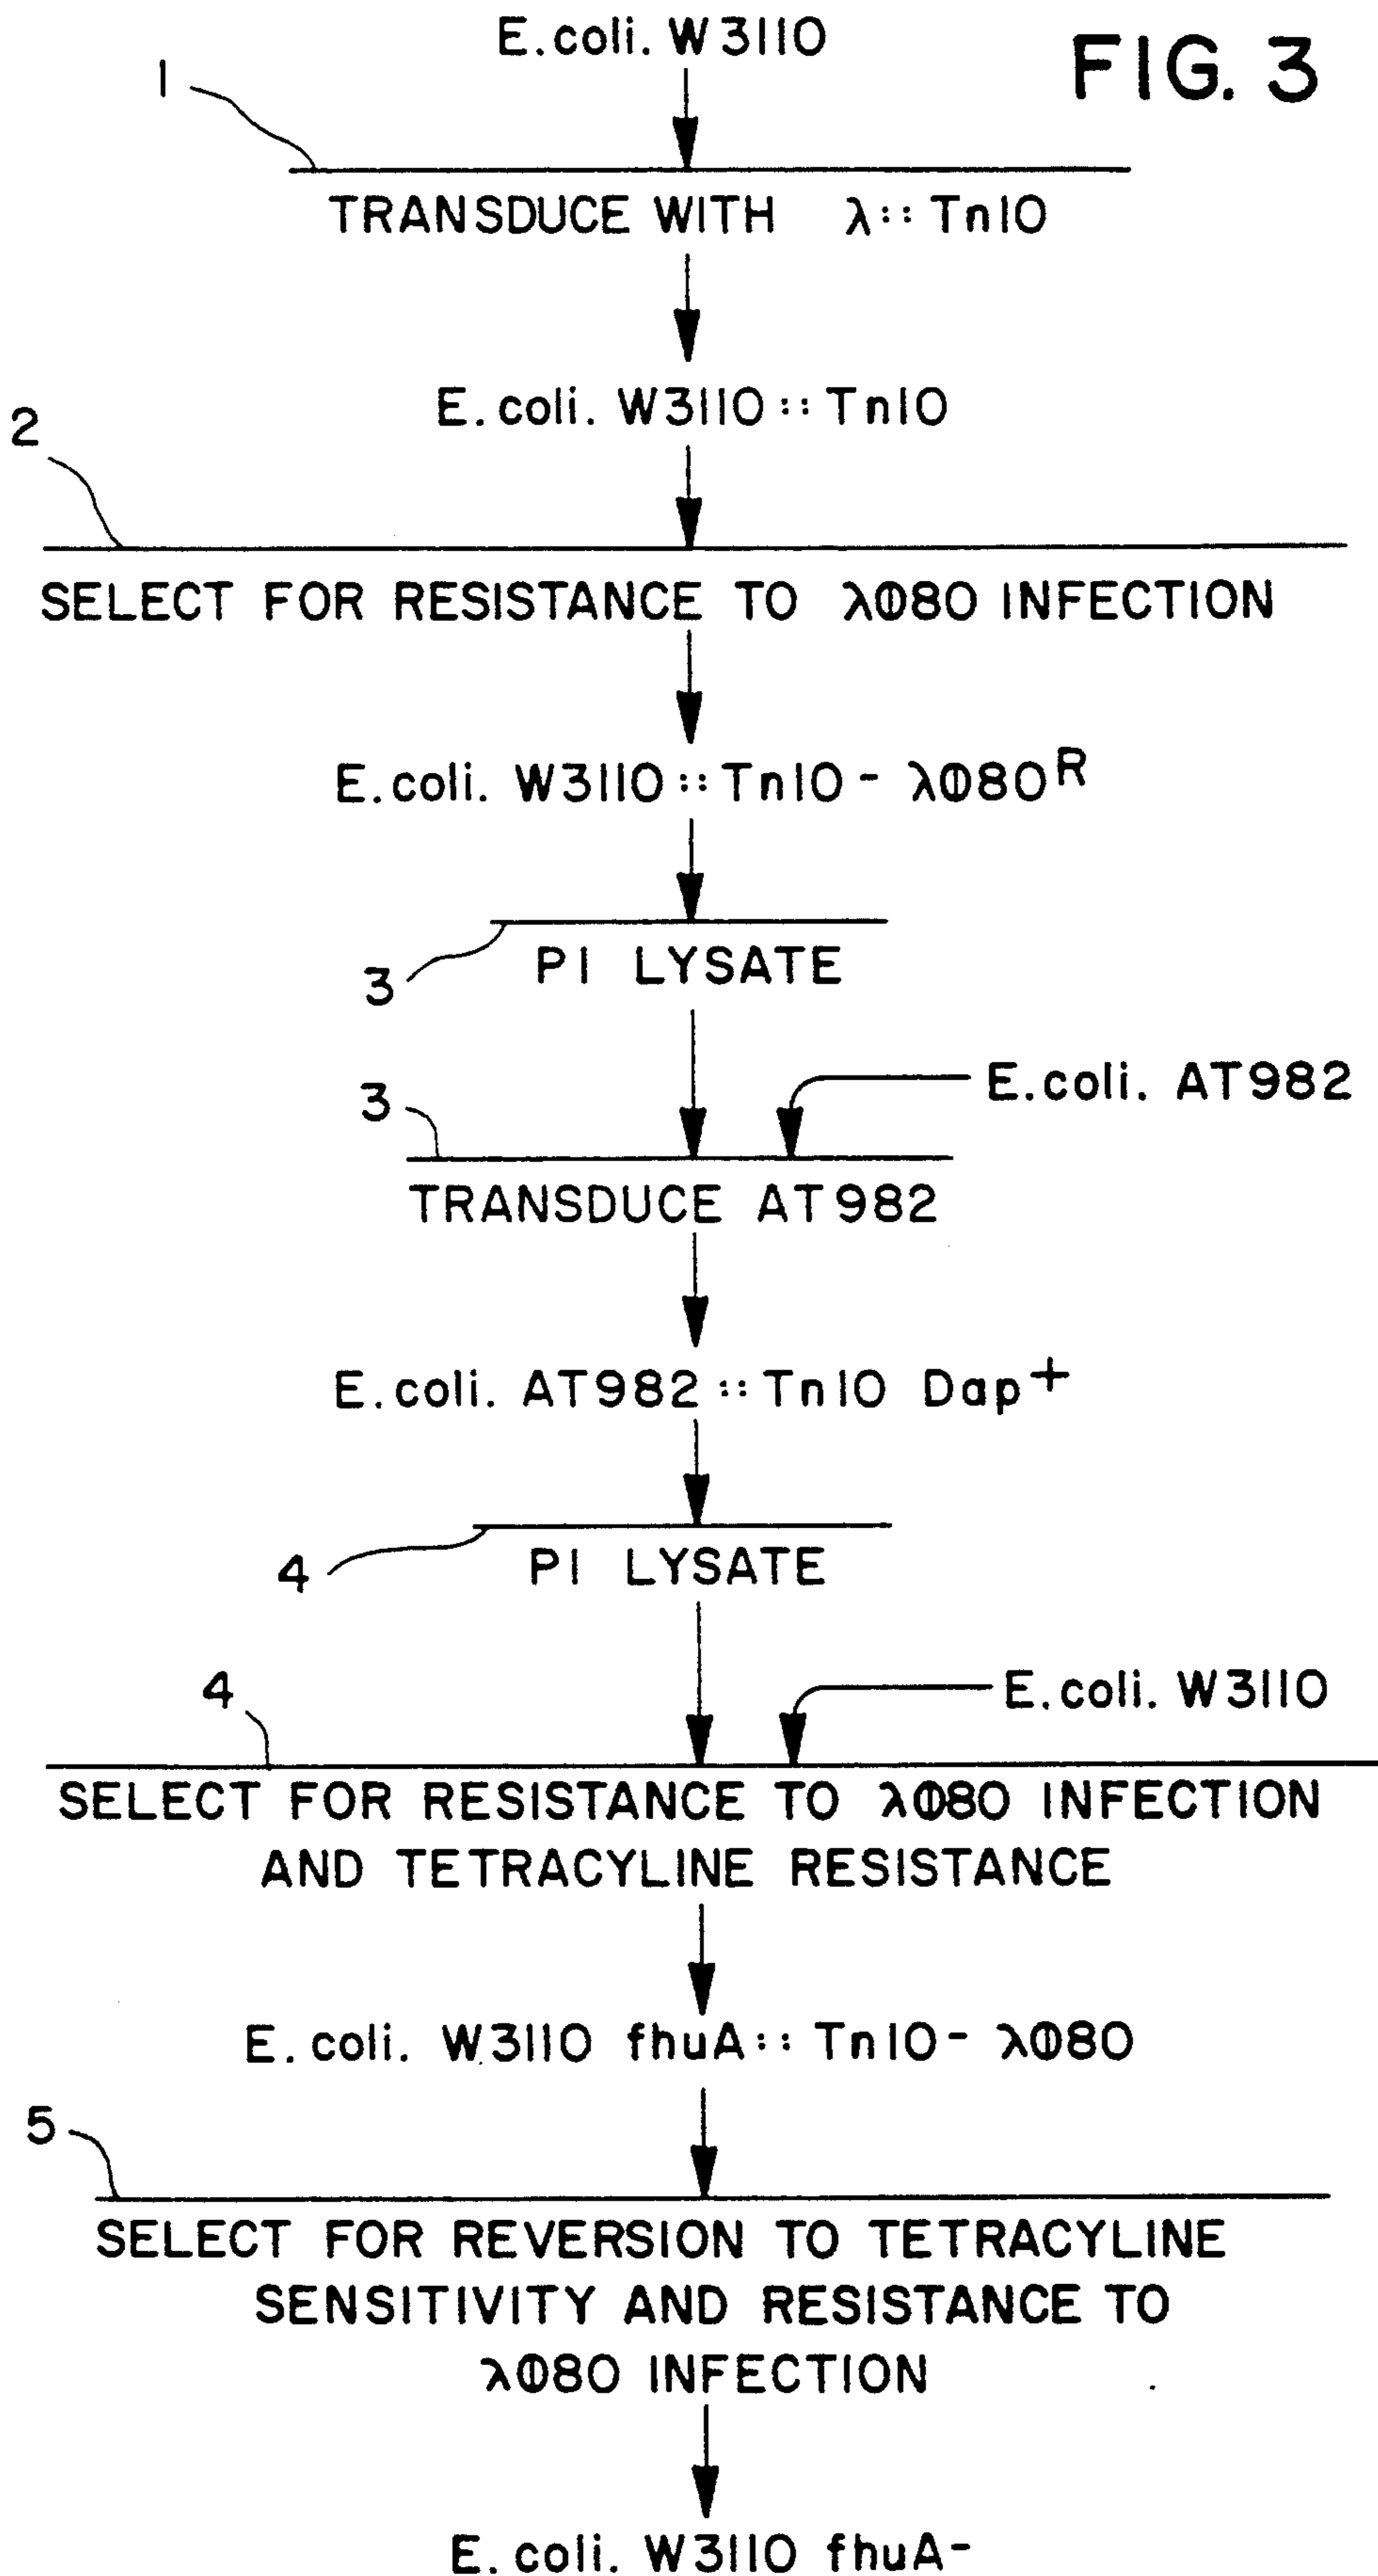 E.coli. W3110
FIG. 3
1
TRANSDUCE WITH λ::Tn10
E.coli. W3110::Tn10
2
SELECT FOR RESISTANCE TO λΦ80 INFECTION
E.coli. W3110::Tn10- λΦ80R
P1 LYSATE
3
E.coli. AT982
3
TRANSDUCE AT982
E.coli. AT982::Tn10 Dap+
P1 LYSATE
4
E.coli. W3110
4
SELECT FOR RESISTANCE TO λΦ80 INFECTION
AND TETRACYLINE RESISTANCE
E.coli. W3110 fhuA::Tn10- λΦ80
5
SELECT FOR REVERSION TO TETRACYLINE
SENSITIVITY AND RESISTANCE TO
λΦ80 INFECTION
E.coli. W3110 fhuA-